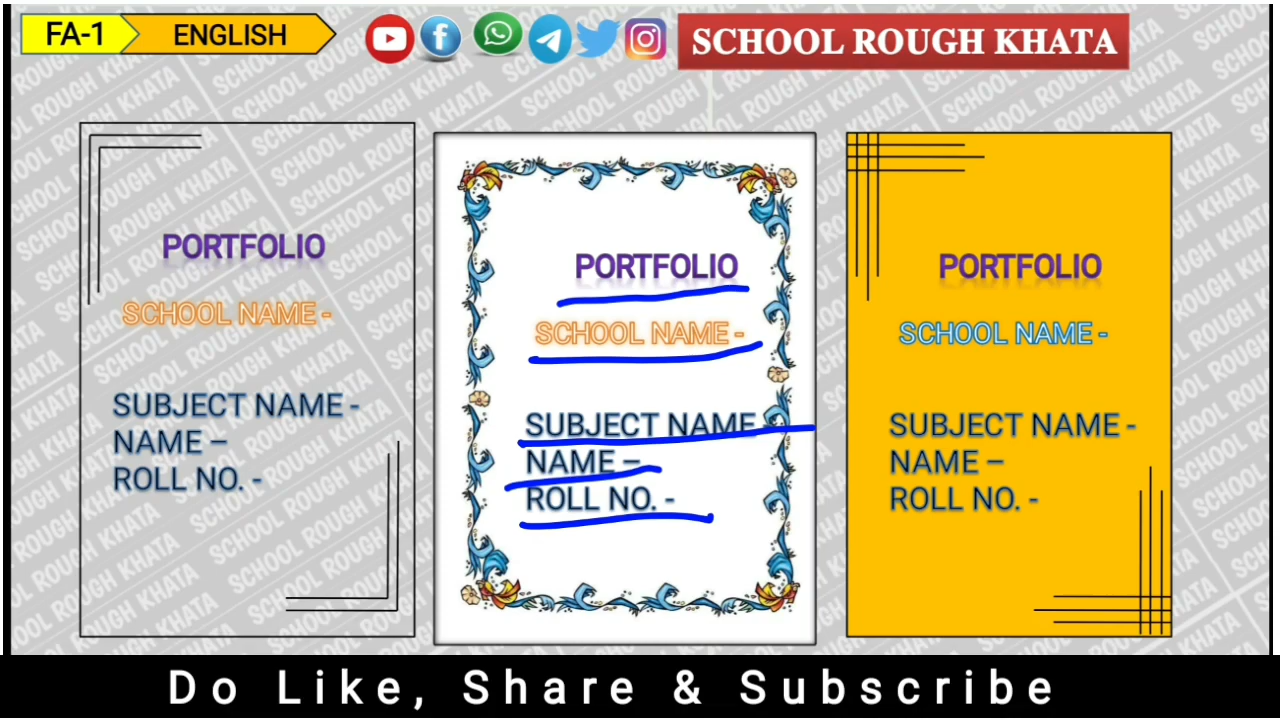 FA-1
ENGLISH
SCHOOL ROUGH KHATA
PORTFOLIO
SCHOOL NAME -
SUBJECT NAME -
NAME –
ROLL NO. -
PORTFOLIO
SCHOOL NAME -
SUBJECT NAME -
NAME –
ROLL NO. -
PORTFOLIO
SCHOOL NAME -
SUBJECT NAME -
NAME –
ROLL NO. -
Do Like, Share & Subscribe